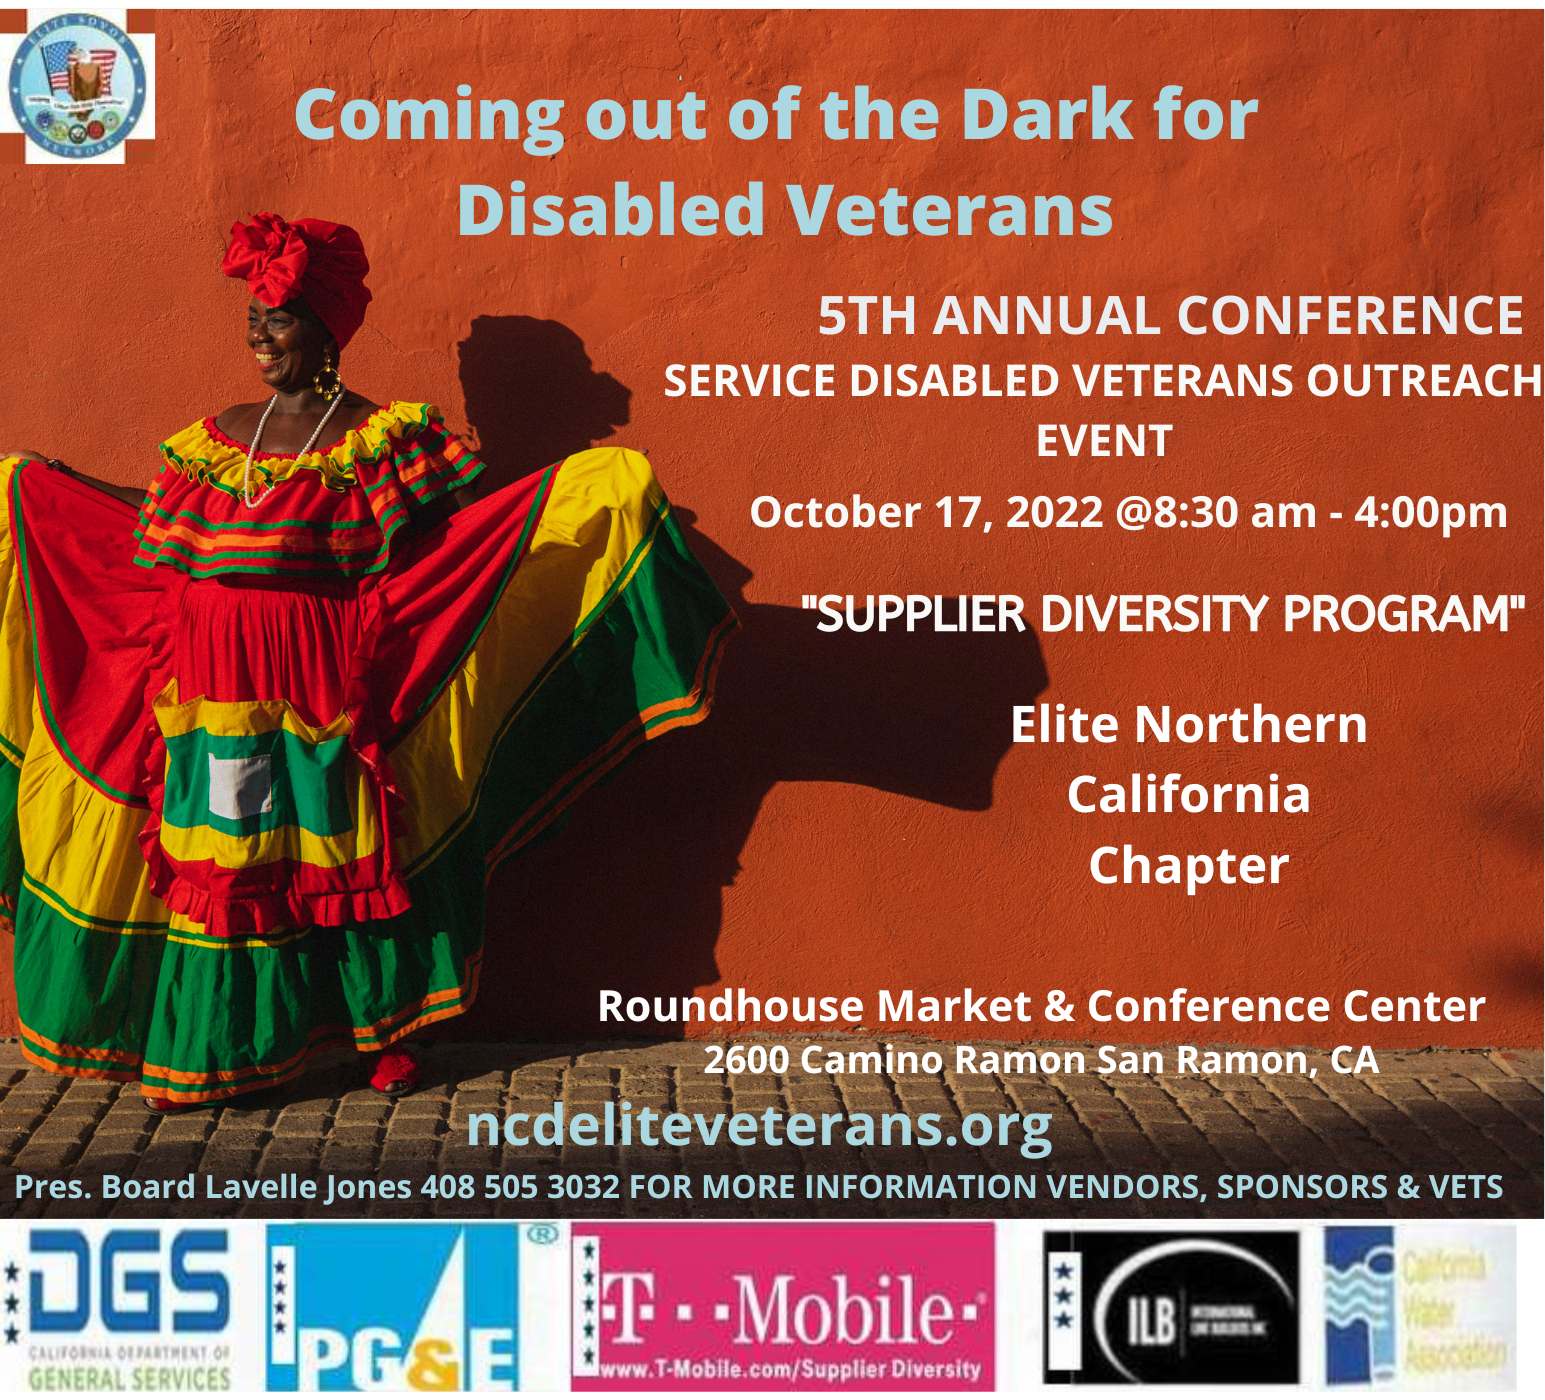 ELITE SDVOB
NETWORK
Coming out of the Dark for
Disabled Veterans
5TH ANNUAL CONFERENCE
SERVICE DISABLED VETERANS OUTREACH
EVENT
October 17, 2022 @8:30 am - 4:00pm
"SUPPLIER DIVERSITY PROGRAM"
Elite Northern
California
Chapter
Roundhouse Market & Conference Center
2600 Camino Ramon San Ramon, CA
ncdeliteveterans.org
Pres. Board Lavelle Jones 408 505 3032 FOR MORE INFORMATION VENDORS, SPONSORS & VETS
DGS
CALIFORNIA DEPARTMENT OF
GENERAL SERVICES
PG&E ®
T··Mobile·®
www.T-Mobile.com/Supplier Diversity
ILB
INTERNATIONAL
California
Water
Association